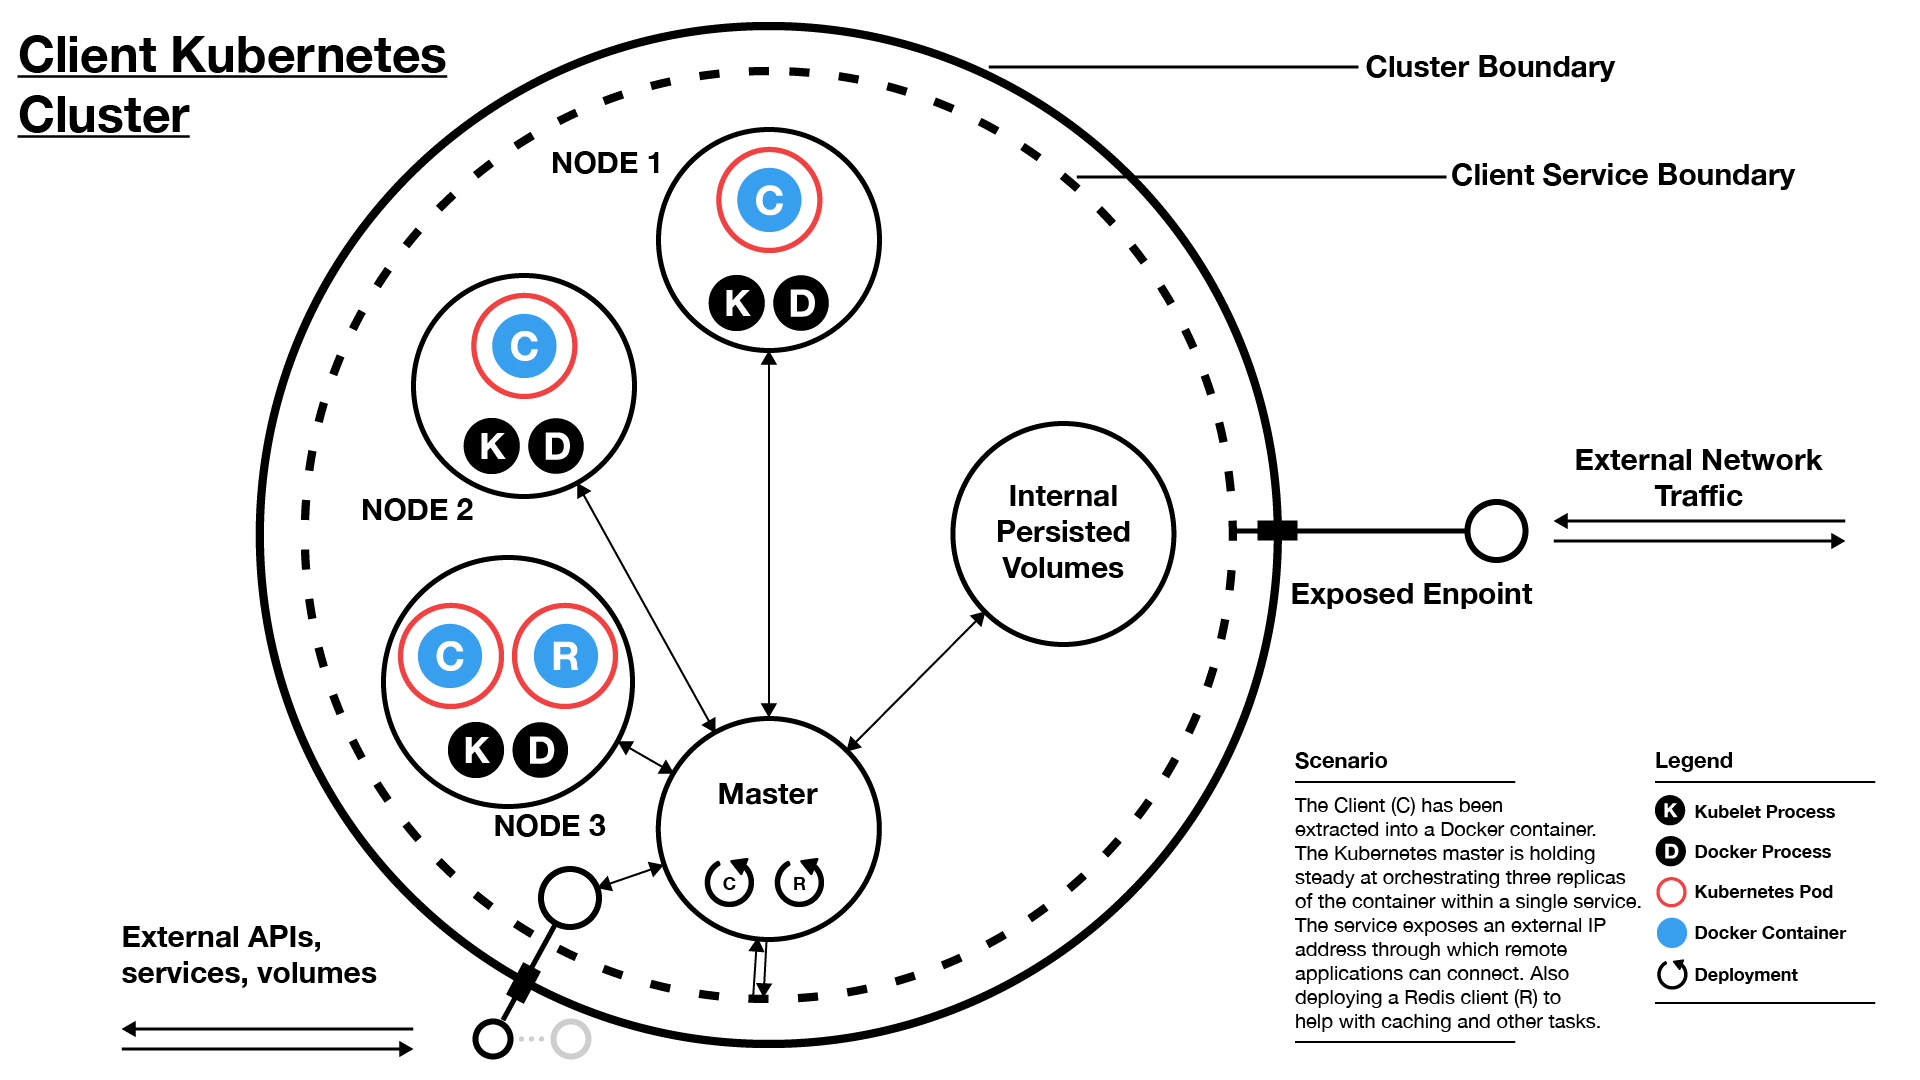 Client Kubernetes
Cluster
Cluster Boundary
Client Service Boundary
NODE 1
C
K D
C
K D
NODE 2
C R
K D
NODE 3
Internal
Persisted
Volumes
Master
C R
External Network
Traffic
Exposed Enpoint
External APIs,
services, volumes
Scenario
The Client (C) has been
extracted into a Docker container.
The Kubernetes master is holding
steady at orchestrating three replicas
of the container within a single service.
The service exposes an external IP
address through which remote
applications can connect. Also
deploying a Redis client (R) to
help with caching and other tasks.
Legend
K Kubelet Process
D Docker Process
Kubernetes Pod
Docker Container
Deployment